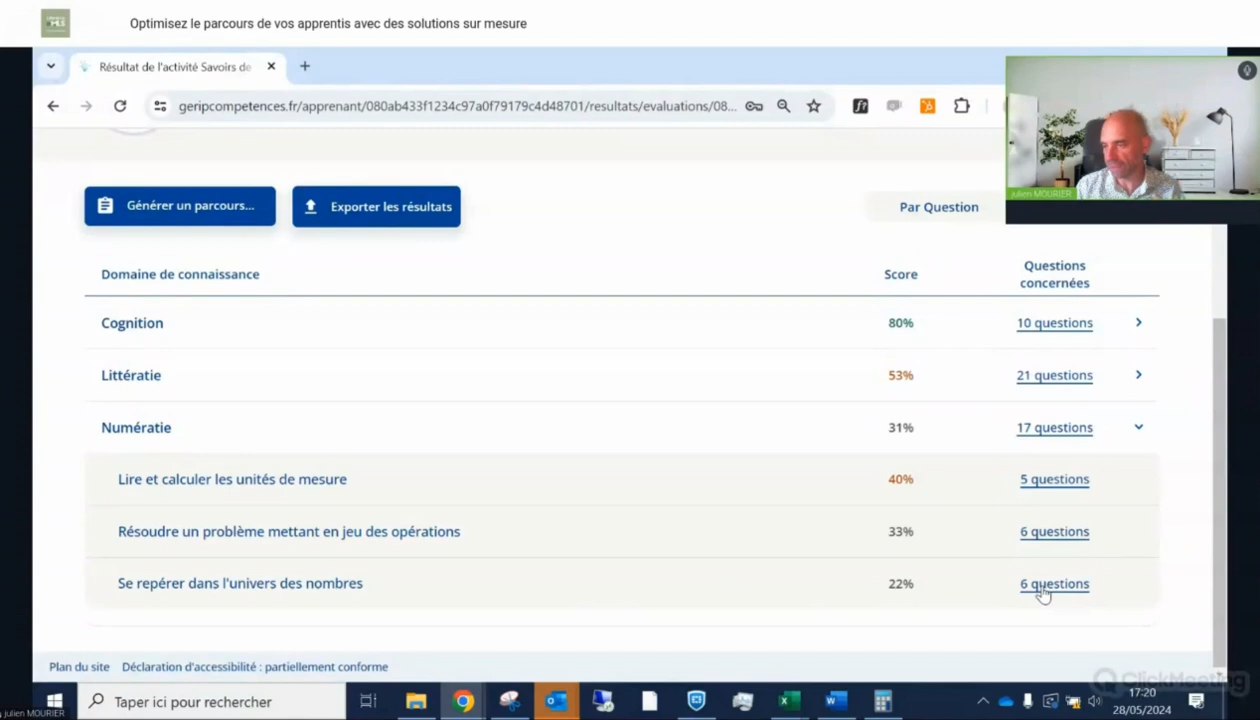 Optimisez le parcours de vos apprentis avec des solutions sur mesure
Résultat de l'activité Savoirs de
geripcompetences.fr/apprenant/080ab433f1234c97a0f79179c4d48701/resultats/evaluations/08...
julien MOURIER
Générer un parcours...
Exporter les résultats
Par Question
Domaine de connaissance
Score
Questions
concernées
Cognition
80%
10 questions
Littératie
53%
21 questions
Numératie
31%
17 questions
Lire et calculer les unités de mesure
40%
5 questions
Résoudre un problème mettant en jeu des opérations
33%
6 questions
Se repérer dans l'univers des nombres
22%
6 questions
Plan du site
Déclaration d'accessibilité : partiellement conforme
ClickMeeting
Taper ici pour rechercher
17:20
28/05/2024
julien MOURIER